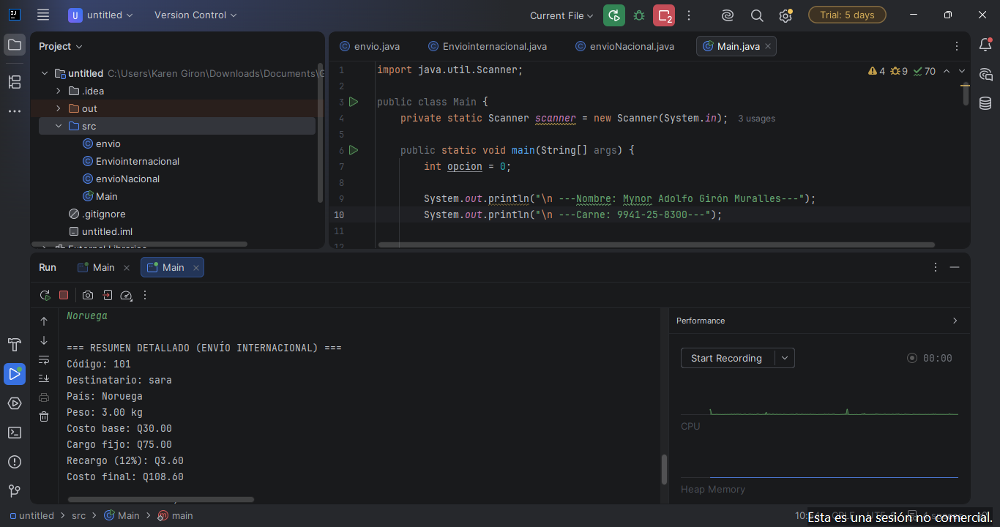 U untitled Version Control Current File 2 Trial: 5 days
Project
envio.java Enviointernacional.java envioNacional.java Main.java
untitled C:\Users\Karen Giron\Downloads\Documents\G
.idea
out
src
envio
Enviointernacional
envioNacional
Main
.gitignore
untitled.iml
External Libraries
4 9 70
1 import java.util.Scanner;
2
3 public class Main {
4 private static Scanner scanner = new Scanner(System.in); 3 usages
5
6 public static void main(String[] args) {
7 int opcion = 0;
8
9 System.out.println("\n ---Nombre: Mynor Adolfo Girón Muralles---");
10 System.out.println("\n ---Carne: 9941-25-8300---");
11
12
Run Main Main
Noruega
=== RESUMEN DETALLADO (ENVÍO INTERNACIONAL) ===
Código: 101
Destinatario: sara
País: Noruega
Peso: 3.00 kg
Costo base: Q30.00
Cargo fijo: Q75.00
Recargo (12%): Q3.60
Costo final: Q108.60
Performance
Start Recording 00:00
CPU
Heap Memory
untitled src Main main
Esta es una sesión no comercial.